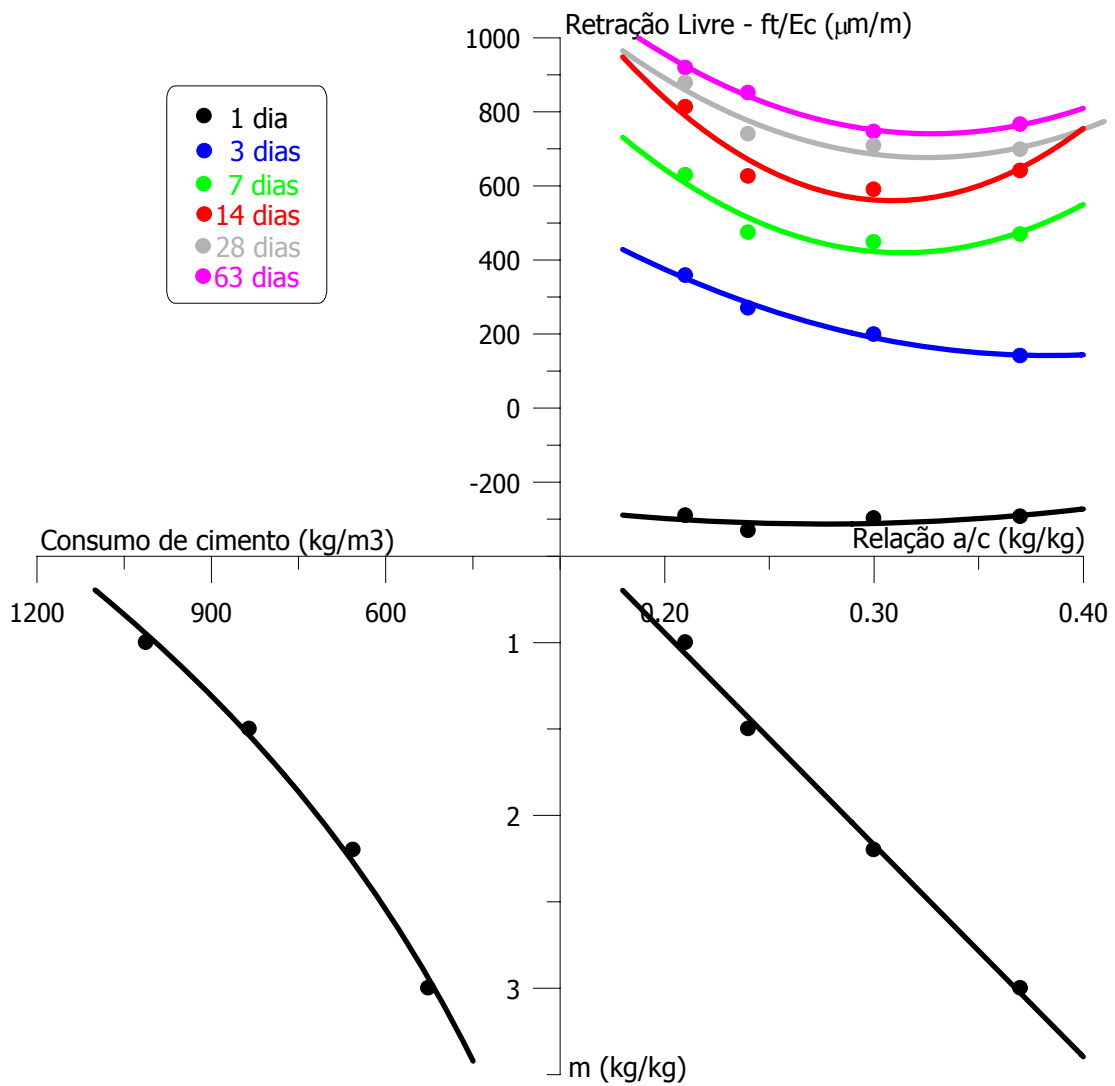 Retração Livre - ft/Ec (µm/m)
1000
800
600
400
200
0
-200
1 dia
3 dias
7 dias
14 dias
28 dias
63 dias
Consumo de cimento (kg/m3)
Relação a/c (kg/kg)
1200 900 600
0.20 0.30 0.40
1
2
3
m (kg/kg)